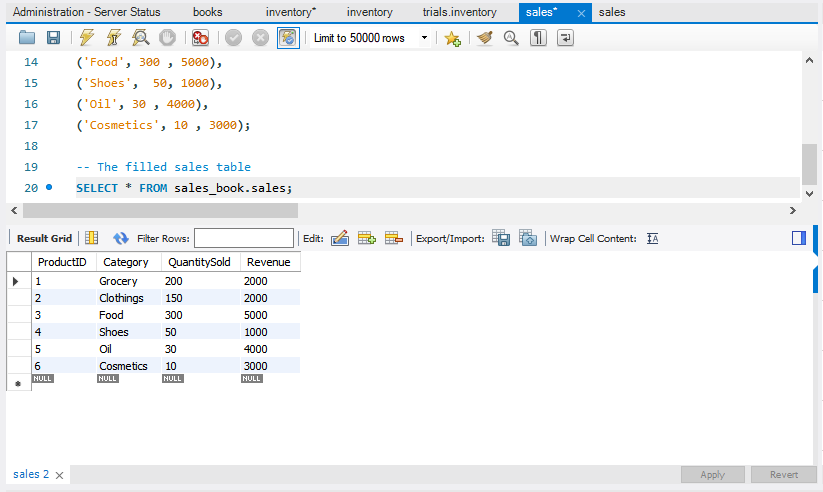 Administration - Server Status books inventory* inventory trials.inventory sales* sales
Limit to 50000 rows
14 ('Food', 300 , 5000),
15 ('Shoes', 50, 1000),
16 ('Oil', 30 , 4000),
17 ('Cosmetics', 10 , 3000);
18
19 -- The filled sales table
20 SELECT * FROM sales_book.sales;
Result Grid Filter Rows: Edit: Export/Import: Wrap Cell Content:
ProductID Category QuantitySold Revenue
1 Grocery 200 2000
2 Clothings 150 2000
3 Food 300 5000
4 Shoes 50 1000
5 Oil 30 4000
6 Cosmetics 10 3000
NULL NULL NULL NULL
sales 2 Apply Revert